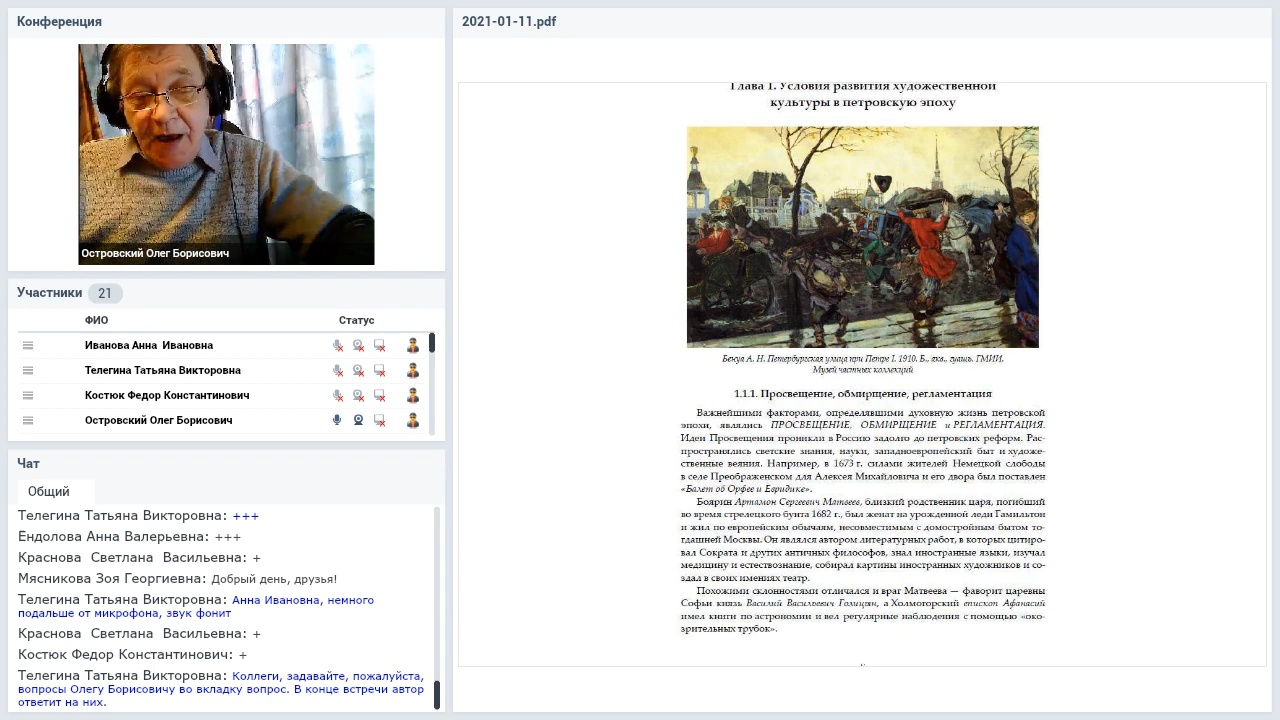 Конференция
Островский Олег Борисович
Участники 21
ФИО Статус
Иванова Анна Ивановна
Телегина Татьяна Викторовна
Костюк Федор Константинович
Островский Олег Борисович
Чат
Общий
Телегина Татьяна Викторовна: +++
Ендолова Анна Валерьевна: +++
Краснова Светлана Васильевна: +
Мясникова Зоя Георгиевна: Добрый день, друзья!
Телегина Татьяна Викторовна: Анна Ивановна, немного
подальше от микрофона, звук фонит
Краснова Светлана Васильевна: +
Костюк Федор Константинович: +
Телегина Татьяна Викторовна: Коллеги, задавайте, пожалуйста,
вопросы Олегу Борисовичу во вкладку вопрос. В конце встречи автор
ответит на них.
2021-01-11.pdf
Глава 1. Условия развития художественной
культуры в петровскую эпоху
Бенуа А. Н. Петербургская улица при Петре I. 1910. Б., акв., гуашь. ГМИИ.
Музей частных коллекций
1.1.1. Просвещение, обмирщение, регламентация
Важнейшими факторами, определявшими духовную жизнь петровской
эпохи, являлись ПРОСВЕЩЕНИЕ, ОБМИРЩЕНИЕ и РЕГЛАМЕНТАЦИЯ.
Идеи Просвещения проникли в Россию задолго до петровских реформ. Рас-
пространялись светские знания, науки, западноевропейский быт и художе-
ственные веяния. Например, в 1673 г. силами жителей Немецкой слободы
в селе Преображенском для Алексея Михайловича и его двора был поставлен
«Балет об Орфее и Евридике».
Боярин Артамон Сергеевич Матвеев, близкий родственник царя, погибший
во время стрелецкого бунта 1682 г., был женат на урожденной леди Гамильтон
и жил по европейским обычаям, несовместимым с домостройным бытом то-
гдашней Москвы. Он являлся автором литературных работ, в которых цитиро-
вал Сократа и других античных философов, знал иностранные языки, изучал
медицину и естествознание, собирал картины иностранных художников и со-
здал в своих имениях театр.
Похожими склонностями отличался и враг Матвеева — фаворит царевны
Софьи князь Василий Васильевич Голицын, а Холмогорский епископ Афанасий
имел книги по астрономии и вел регулярные наблюдения с помощью «око-
зрительных трубок».